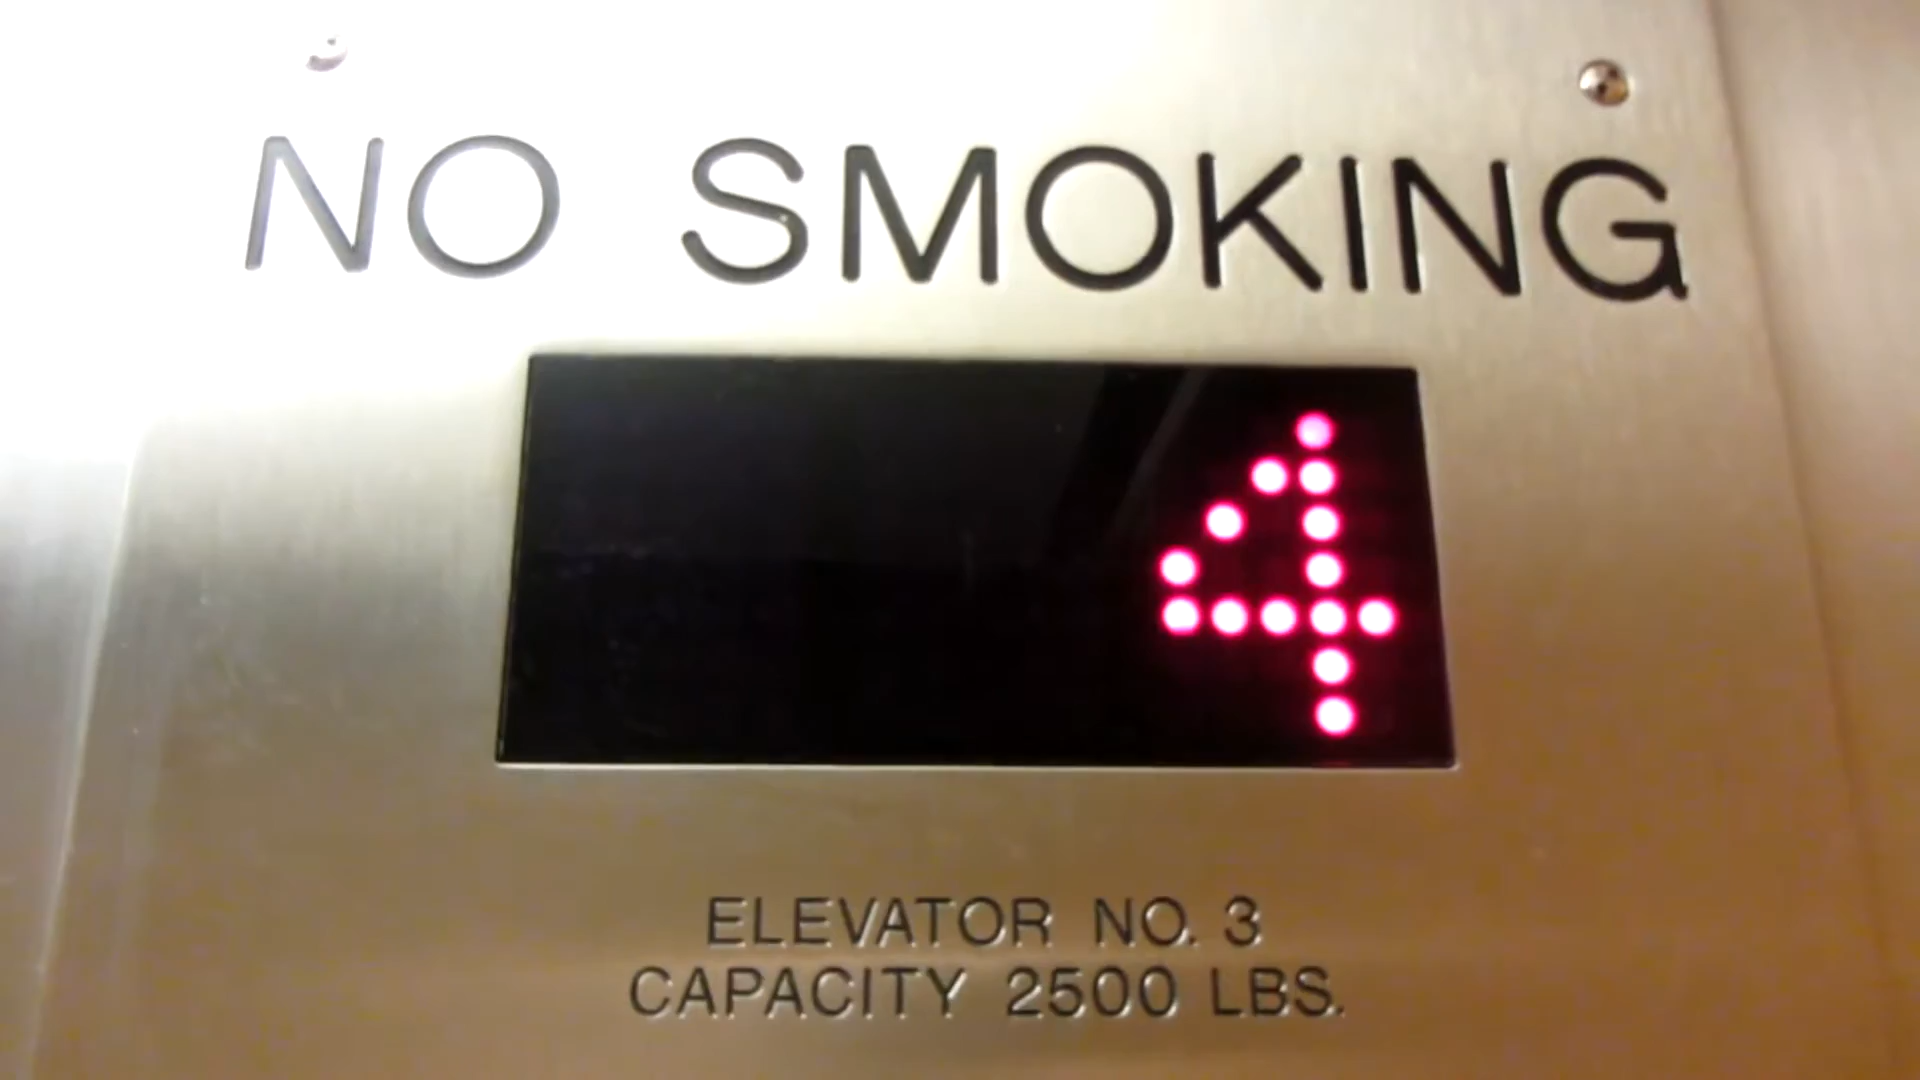 NO SMOKING
4
ELEVATOR NO. 3
CAPACITY 2500 LBS.